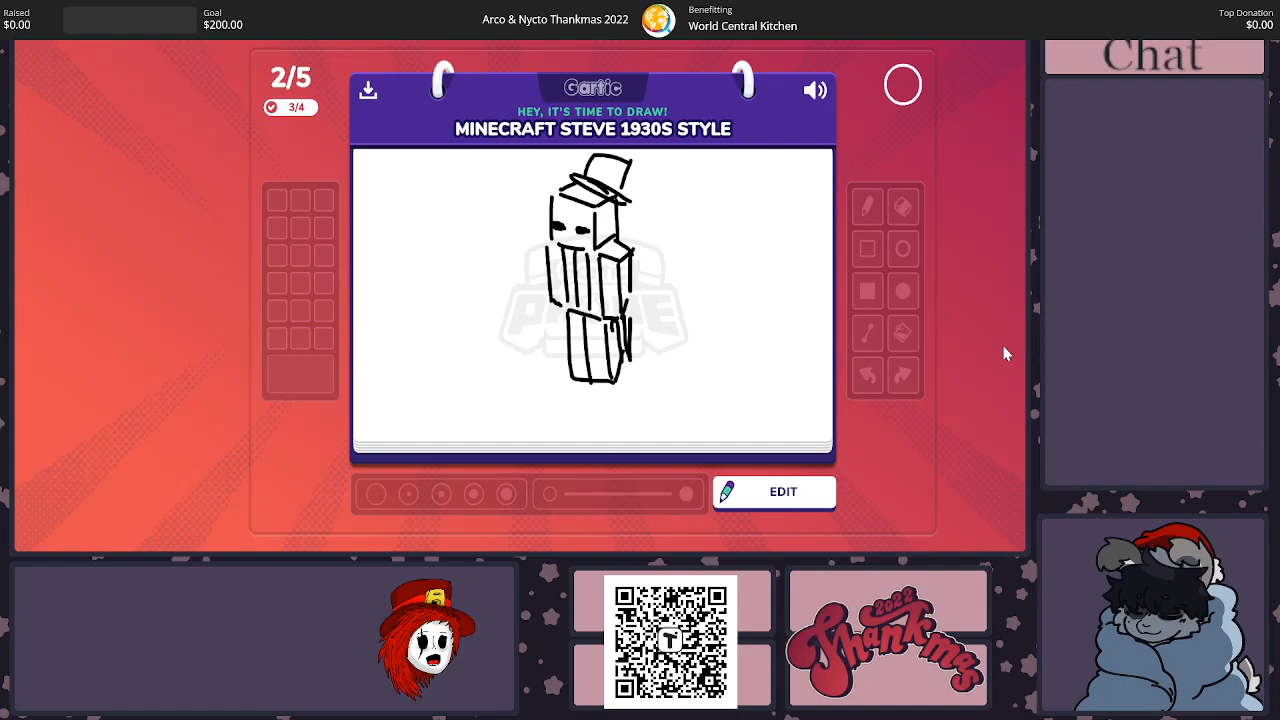 Raised
$0.00
Goal
$200.00
Arco & Nycto Thankmas 2022
Benefitting
World Central Kitchen
Top Donation
$0.00
Chat
2/5
3/4
Gartic
HEY, IT'S TIME TO DRAW!
MINECRAFT STEVE 1930S STYLE
PHONE
EDIT
T
2022
Thankmas